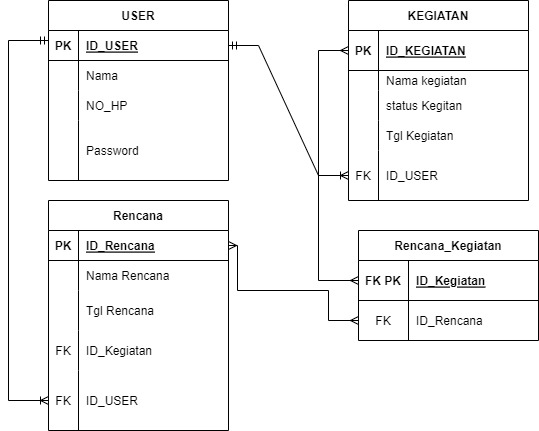 USER
PK ID_USER
Nama
NO_HP
Password
KEGIATAN
PK ID_KEGIATAN
Nama kegiatan
status Kegitan
Tgl Kegiatan
FK ID_USER
Rencana
PK ID_Rencana
Nama Rencana
Tgl Rencana
FK ID_Kegiatan
FK ID_USER
Rencana_Kegiatan
FK PK ID_Kegiatan
FK ID_Rencana